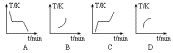 T/K T/K T/K T/K
t/min t/min t/min t/min
A B C D